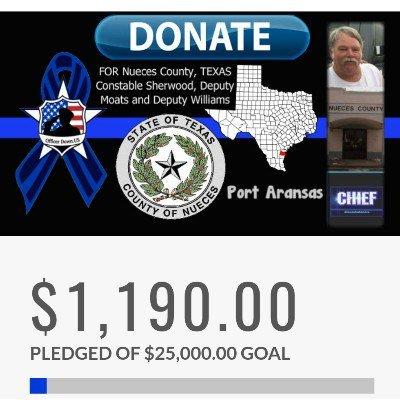 DONATE
FOR Nueces County, TEXAS
Constable Sherwood, Deputy
Moats and Deputy Williams
Officer Down US
STATE OF TEXAS
COUNTY OF NUECES
Port Aransas
NUECES COUNTY
CHIEF
$1,190.00
PLEDGED OF $25,000.00 GOAL